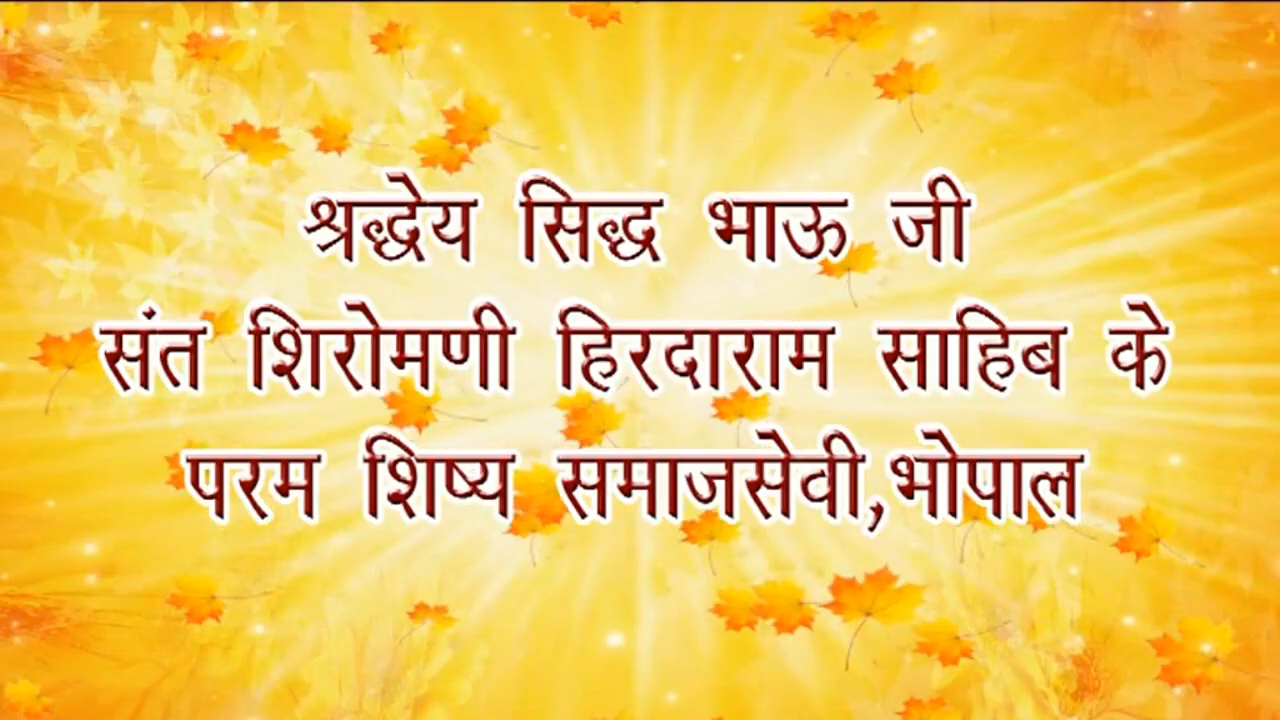 श्रद्धेय सिद्ध भाऊ जी
संत शिरोमणी हिरदाराम साहिब के
परम शिष्य समाजसेवी,भोपाल